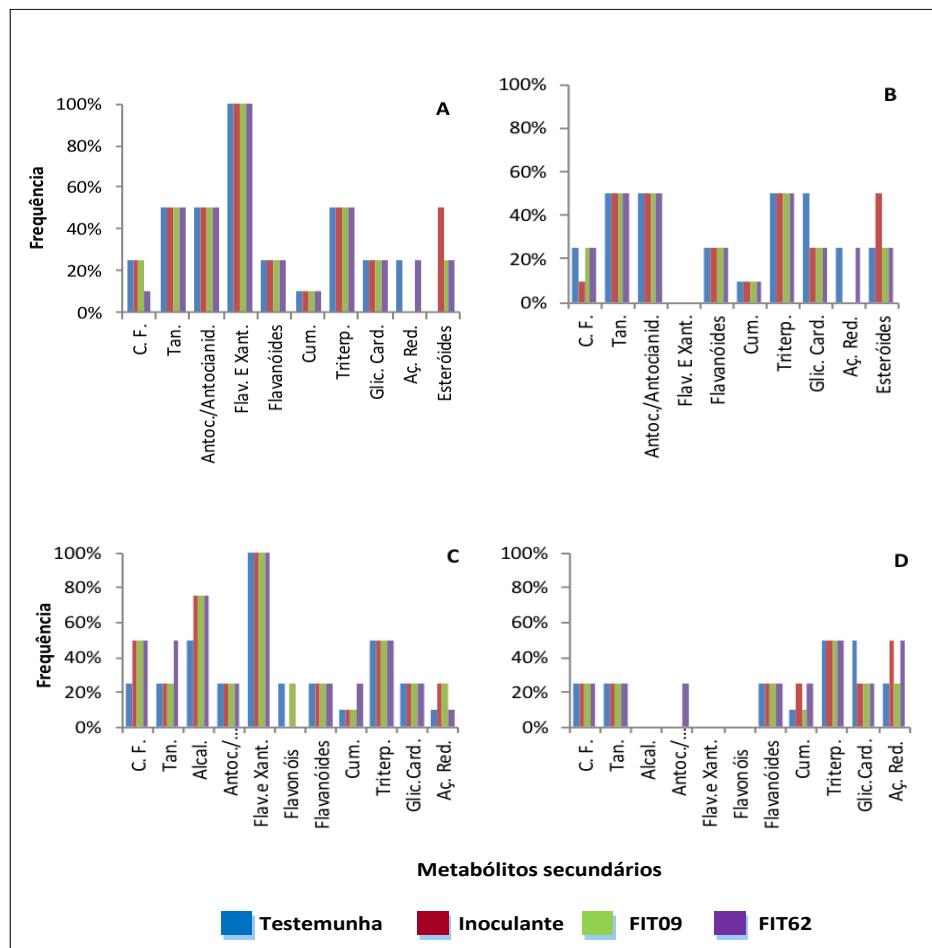 A
Frequência
100%
80%
60%
40%
20%
0%
C. F.
Tan.
Antoc./Antocianid.
Flav. E Xant.
Flavanóides
Cum.
Triterp.
Glic. Card.
Aç. Red.
Esteróides
B
100%
80%
60%
40%
20%
0%
C. F.
Tan.
Antoc./Antocianid.
Flav. E Xant.
Flavanóides
Cum.
Triterp.
Glic. Card.
Aç. Red.
Esteróides
C
Frequência
100%
80%
60%
40%
20%
0%
C. F.
Tan.
Alcal.
Antoc./....
Flav.e Xant.
Flavonóis
Flavanóides
Cum.
Triterp.
Glic.Card.
Aç. Red.
D
100%
80%
60%
40%
20%
0%
C. F.
Tan.
Alcal.
Antoc./....
Flav.e Xant.
Flavonóis
Flavanóides
Cum.
Triterp.
Glic.Card.
Aç. Red.
Metabólitos secundários
Testemunha Inoculante FIT09 FIT62